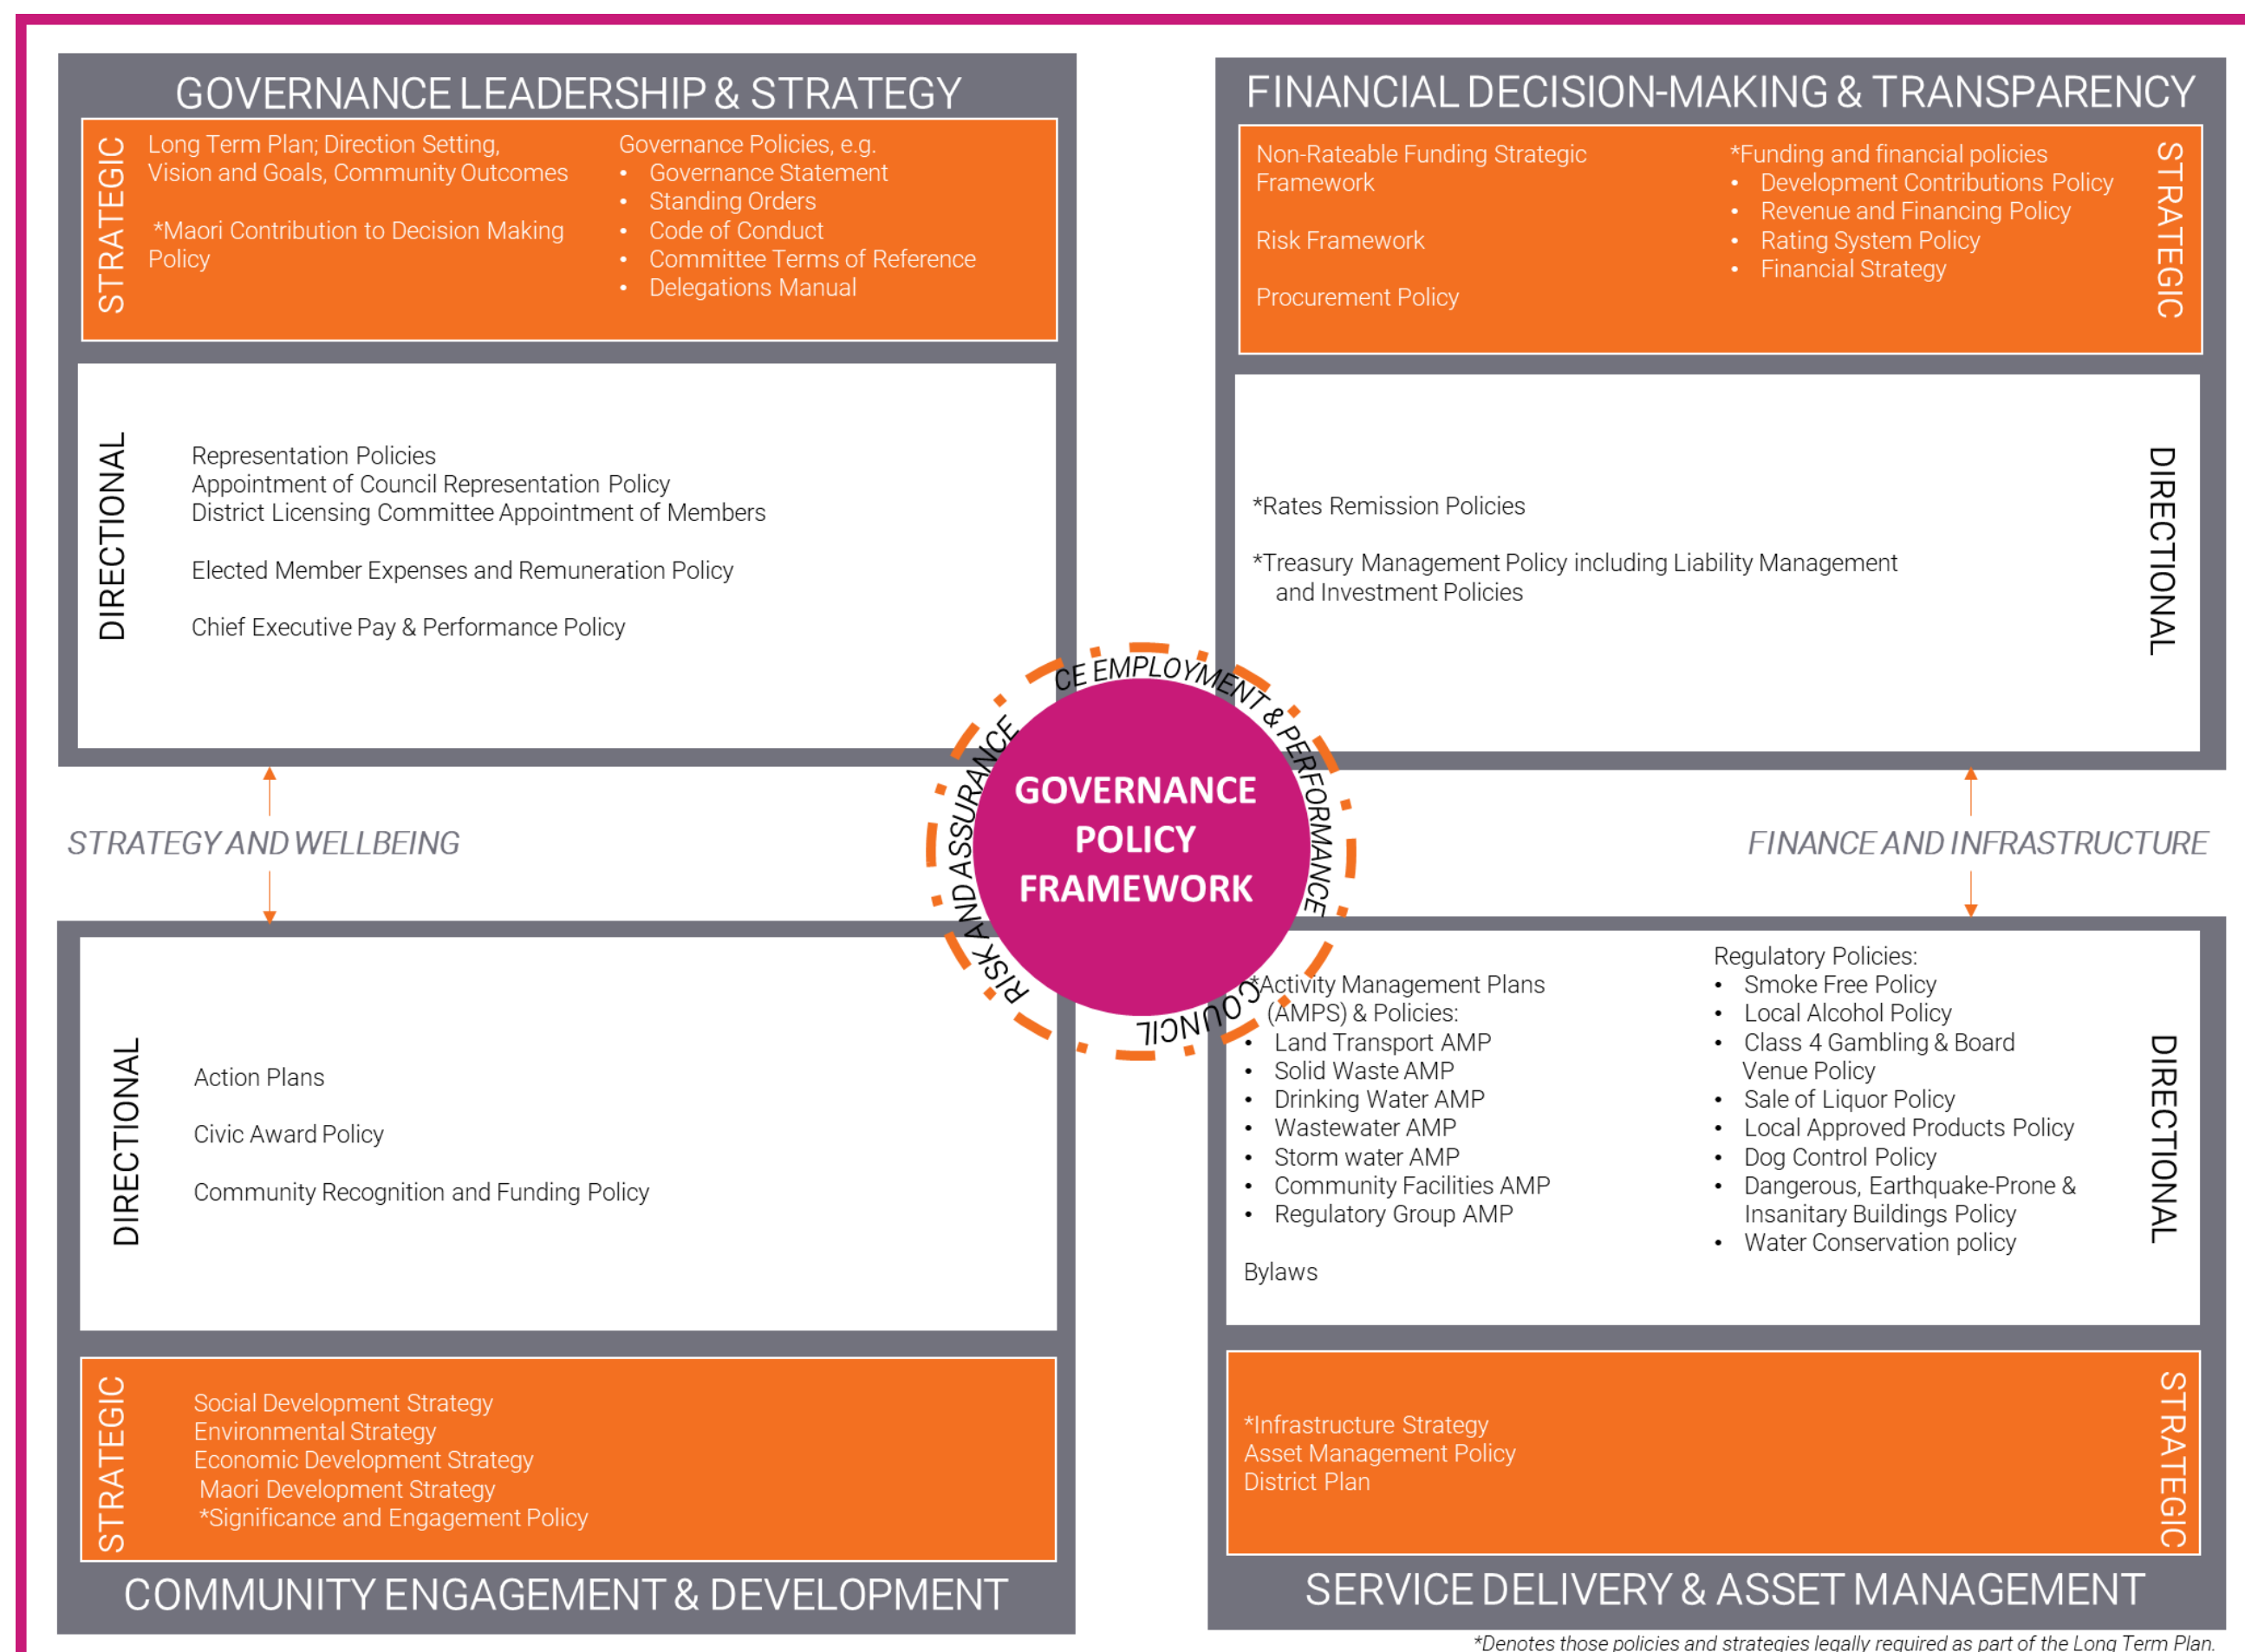 GOVERNANCE LEADERSHIP & STRATEGY
STRATEGIC
Long Term Plan; Direction Setting,
Vision and Goals, Community Outcomes
*Maori Contribution to Decision Making
Policy
Governance Policies, e.g.
• Governance Statement
• Standing Orders
• Code of Conduct
• Committee Terms of Reference
• Delegations Manual
DIRECTIONAL
Representation Policies
Appointment of Council Representation Policy
District Licensing Committee Appointment of Members
Elected Member Expenses and Remuneration Policy
Chief Executive Pay & Performance Policy
FINANCIAL DECISION-MAKING & TRANSPARENCY
Non-Rateable Funding Strategic
Framework
Risk Framework
Procurement Policy
*Funding and financial policies
• Development Contributions Policy
• Revenue and Financing Policy
• Rating System Policy
• Financial Strategy
STRATEGIC
*Rates Remission Policies
*Treasury Management Policy including Liability Management
and Investment Policies
DIRECTIONAL
STRATEGY AND WELLBEING
RISK AND ASSURANCE
CE EMPLOYMENT & PERFORMANCE
COUNCIL
GOVERNANCE
POLICY
FRAMEWORK
FINANCE AND INFRASTRUCTURE
DIRECTIONAL
Action Plans
Civic Award Policy
Community Recognition and Funding Policy
STRATEGIC
Social Development Strategy
Environmental Strategy
Economic Development Strategy
Maori Development Strategy
*Significance and Engagement Policy
COMMUNITY ENGAGEMENT & DEVELOPMENT
*Activity Management Plans
(AMPS) & Policies:
• Land Transport AMP
• Solid Waste AMP
• Drinking Water AMP
• Wastewater AMP
• Storm water AMP
• Community Facilities AMP
• Regulatory Group AMP
Bylaws
Regulatory Policies:
• Smoke Free Policy
• Local Alcohol Policy
• Class 4 Gambling & Board
Venue Policy
• Sale of Liquor Policy
• Local Approved Products Policy
• Dog Control Policy
• Dangerous, Earthquake-Prone &
Insanitary Buildings Policy
• Water Conservation policy
DIRECTIONAL
*Infrastructure Strategy
Asset Management Policy
District Plan
STRATEGIC
SERVICE DELIVERY & ASSET MANAGEMENT
*Denotes those policies and strategies legally required as part of the Long Term Plan.